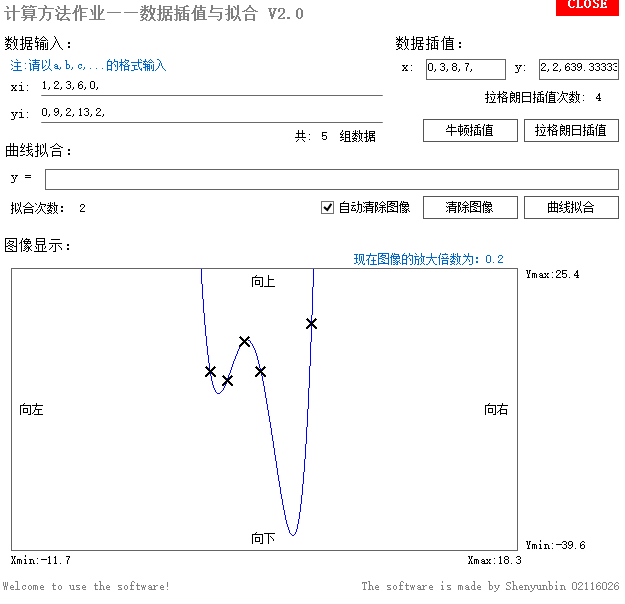 CLOSE
计算方法作业——数据插值与拟合 V2.0
数据输入： 数据插值：
注:请以a,b,c,...的格式输入
x: 0,3,8,7, y: 2,2,639.33333
xi: 1,2,3,6,0,
拉格朗日插值次数： 4
yi: 0,9,2,13,2,
共： 5 组数据
牛顿插值 拉格朗日插值
曲线拟合：
y =
拟合次数： 2 自动清除图像 清除图像 曲线拟合
图像显示：
现在图像的放大倍数为：0.2
向上 Ymax:25.4
向左 向右
向下 Ymin:-39.6
Xmin:-11.7 Xmax:18.3
Welcome to use the software! The software is made by Shenyunbin 02116026